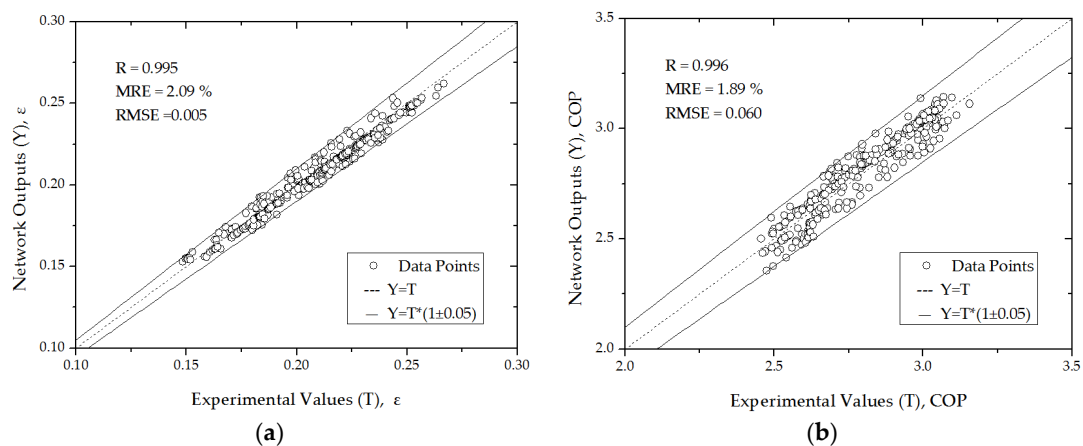 0.30
0.25
0.20
0.15
0.10
Network Outputs (Y), ε
R = 0.995
MRE = 2.09 %
RMSE =0.005
Data Points
Y=T
Y=T*(1±0.05)
0.10 0.15 0.20 0.25 0.30
Experimental Values (T), ε
(a)
3.5
3.0
2.5
2.0
Network Outputs (Y), COP
R = 0.996
MRE = 1.89 %
RMSE = 0.060
Data Points
Y=T
Y=T*(1±0.05)
2.0 2.5 3.0 3.5
Experimental Values (T), COP
(b)